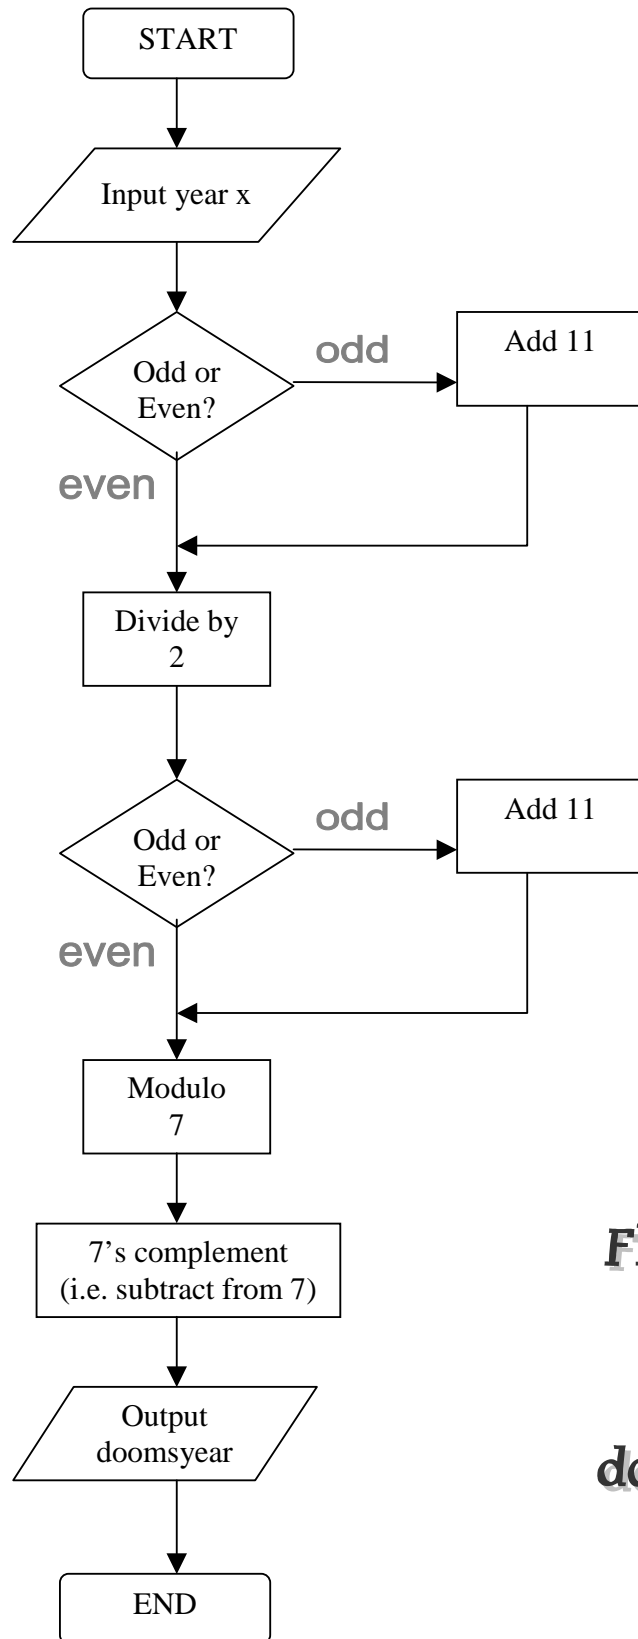 START
Input year x
Odd or
Even?
odd
Add 11
even
Divide by
2
Odd or
Even?
odd
Add 11
even
Modulo
7
7’s complement
(i.e. subtract from 7)
Output
doomsyear
END